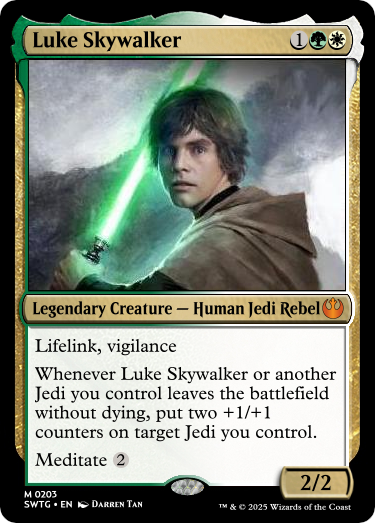 Luke Skywalker 1
Legendary Creature — Human Jedi Rebel
Lifelink, vigilance
Whenever Luke Skywalker or another
Jedi you control leaves the battlefield
without dying, put two +1/+1
counters on target Jedi you control.
Meditate 2
2/2
M 0203
SWTG • EN DARREN TAN
™ & © 2025 Wizards of the Coast